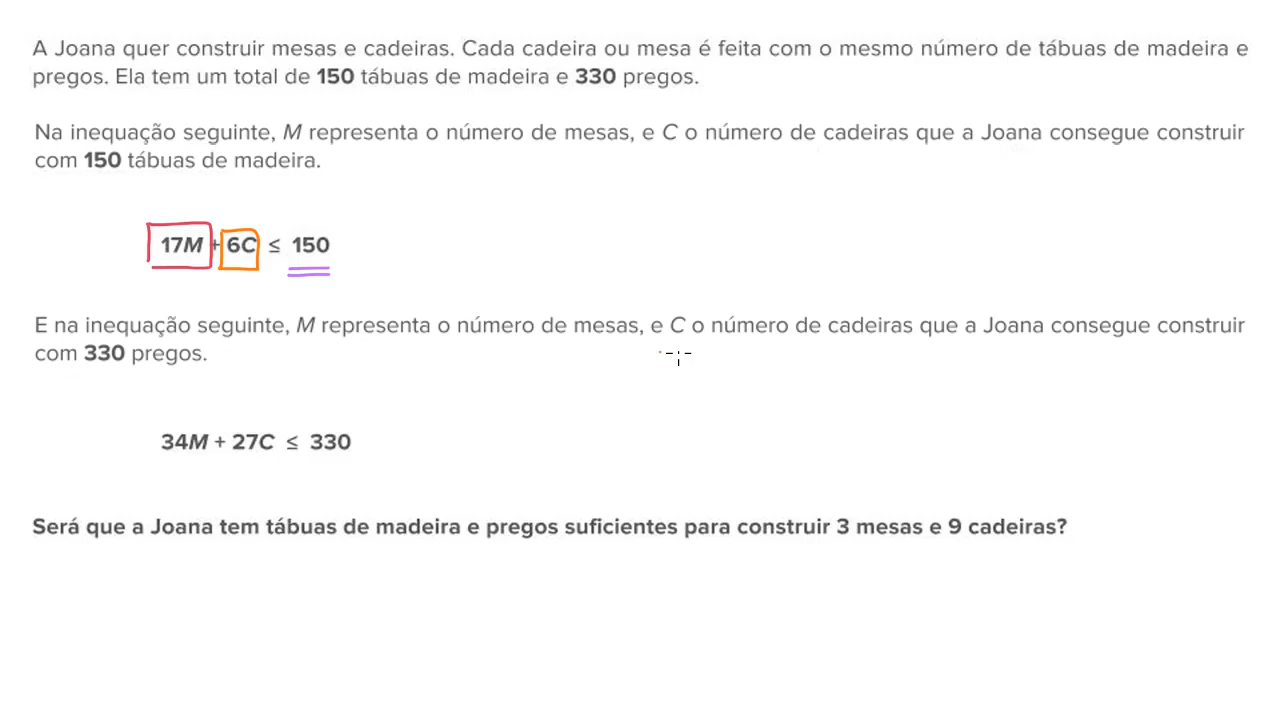 A Joana quer construir mesas e cadeiras. Cada cadeira ou mesa é feita com o mesmo número de tábuas de madeira e
pregos. Ela tem um total de 150 tábuas de madeira e 330 pregos.
Na inequação seguinte, M representa o número de mesas, e C o número de cadeiras que a Joana consegue construir
com 150 tábuas de madeira.
17M + 6C ≤ 150
E na inequação seguinte, M representa o número de mesas, e C o número de cadeiras que a Joana consegue construir
com 330 pregos.
34M + 27C ≤ 330
Será que a Joana tem tábuas de madeira e pregos suficientes para construir 3 mesas e 9 cadeiras?